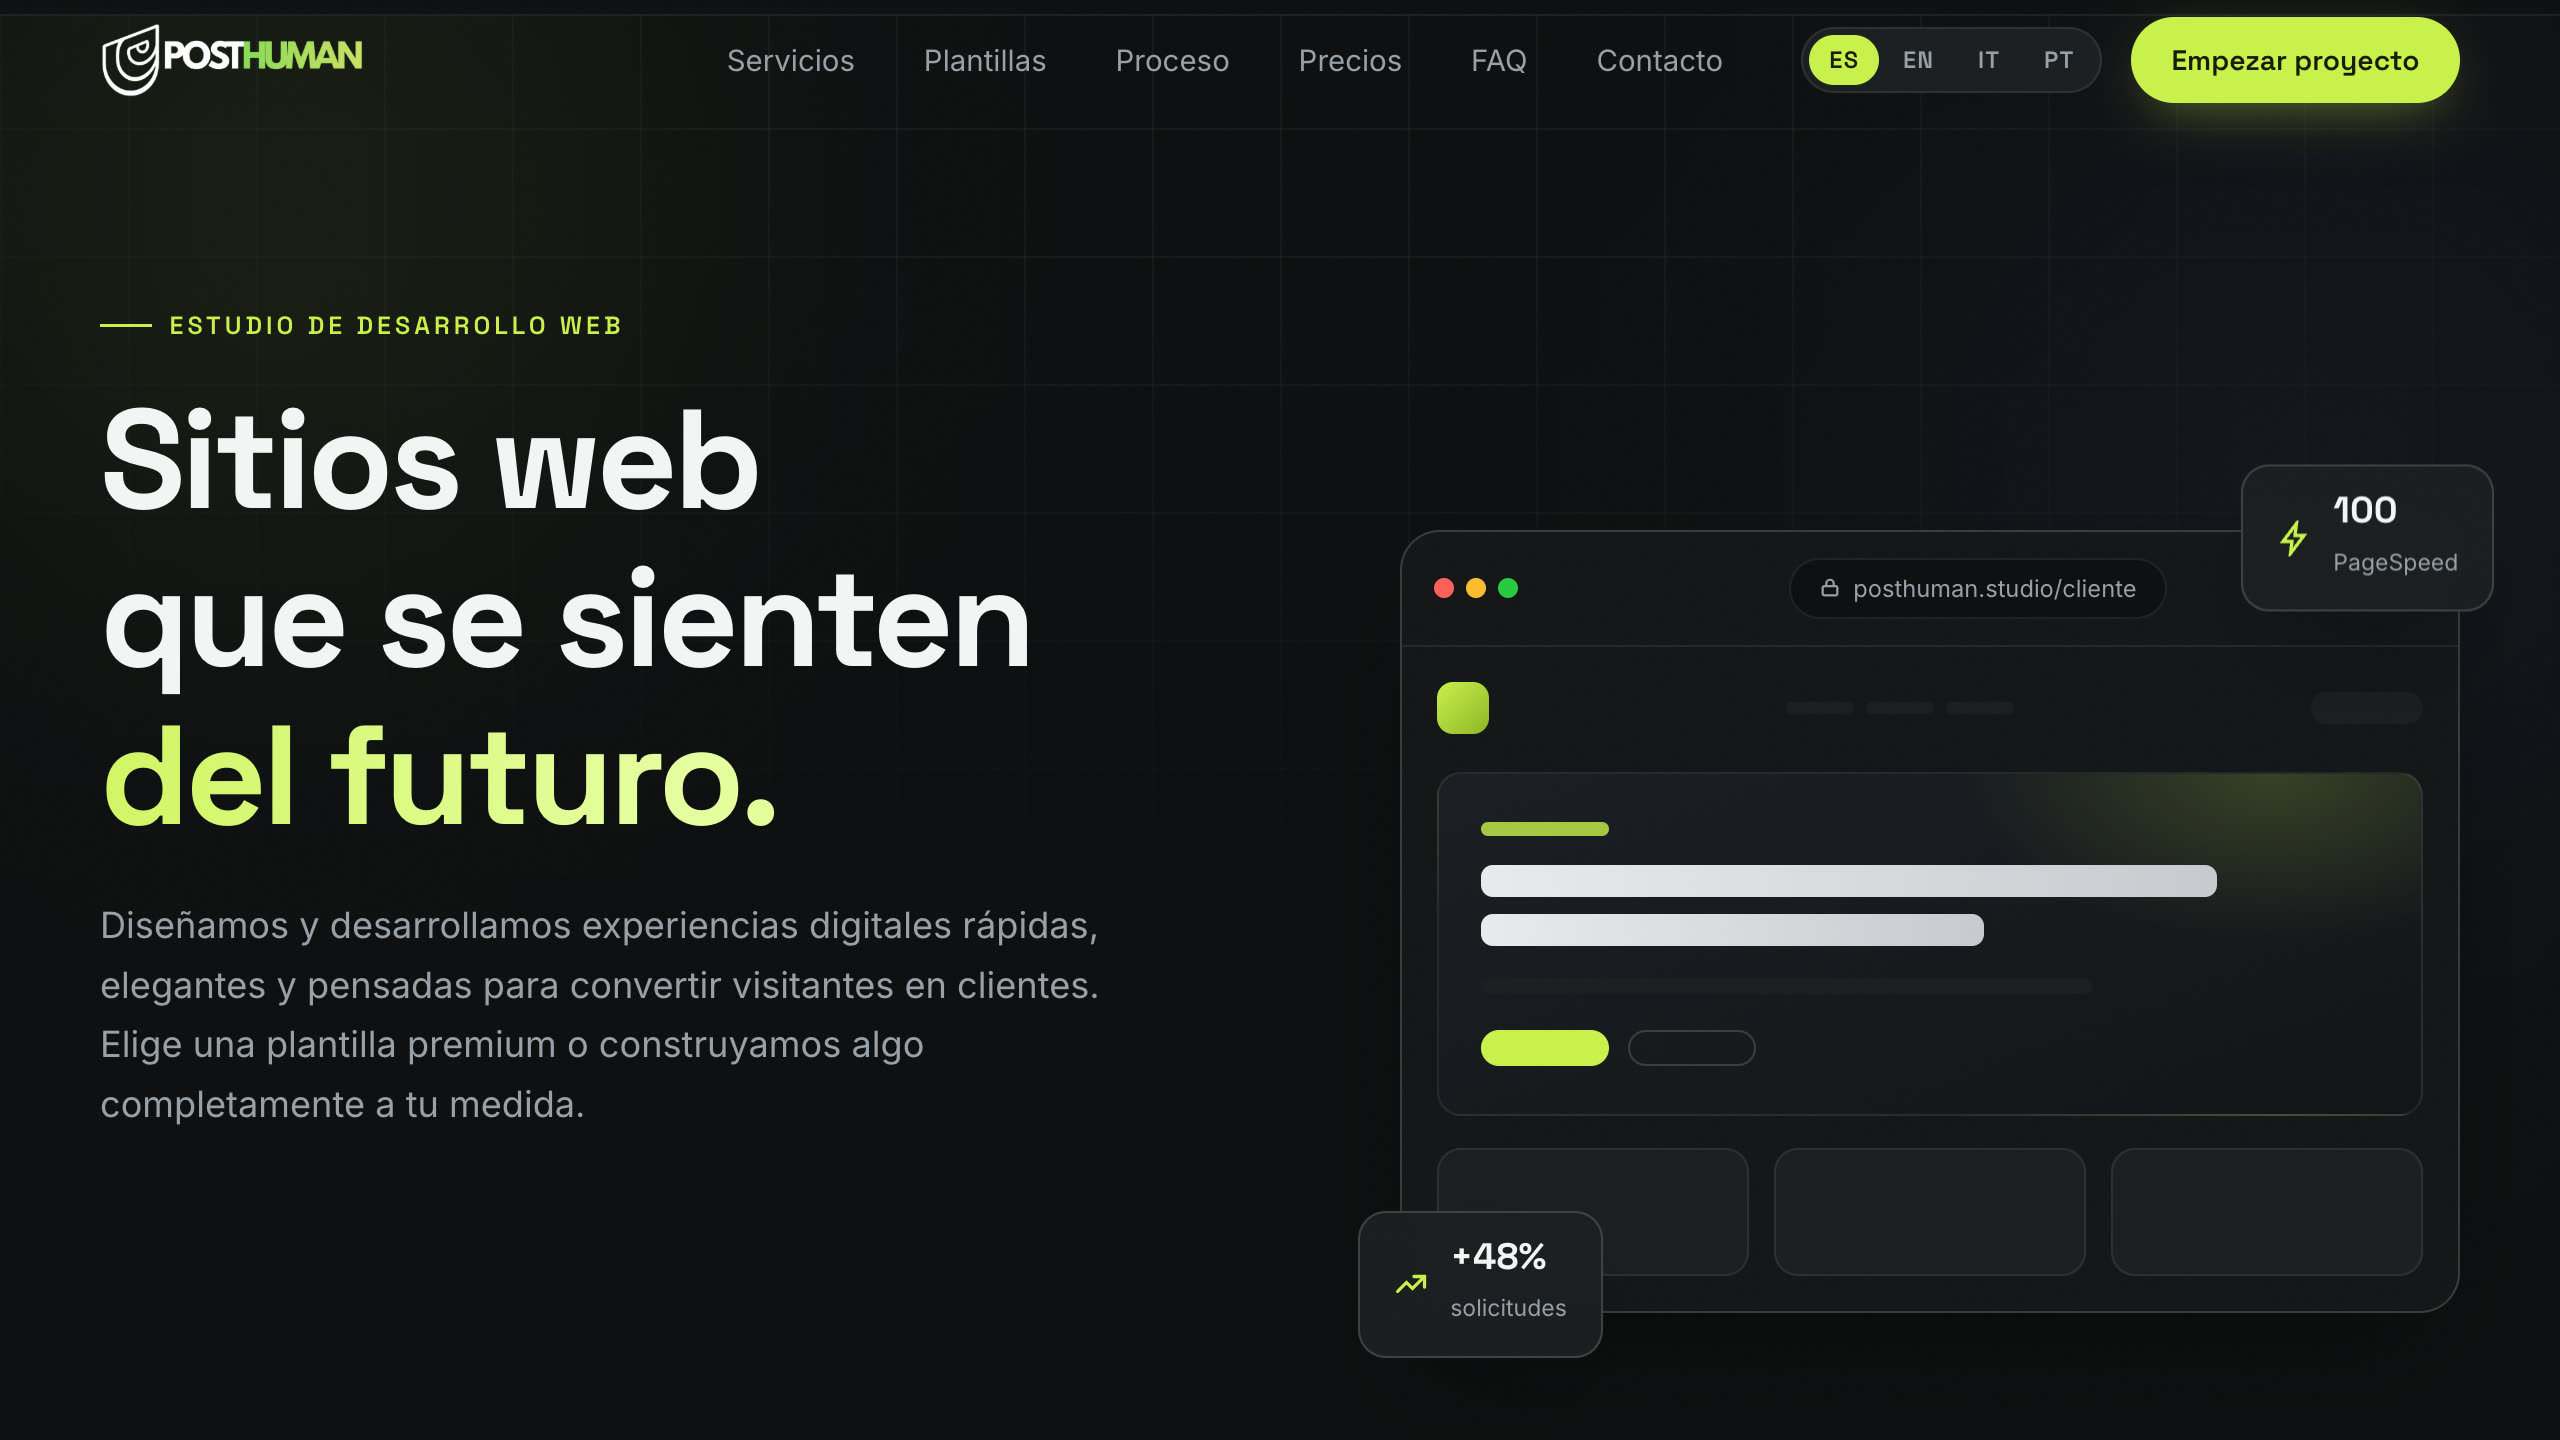 POSTHUMAN
Servicios
Plantillas
Proceso
Precios
FAQ
Contacto
ES
EN
IT
PT
Empezar proyecto
ESTUDIO DE DESARROLLO WEB
Sitios web
que se sienten
del futuro.
Diseñamos y desarrollamos experiencias digitales rápidas,
elegantes y pensadas para convertir visitantes en clientes.
Elige una plantilla premium o construyamos algo
completamente a tu medida.
100
PageSpeed
posthuman.studio/cliente
+48%
solicitudes